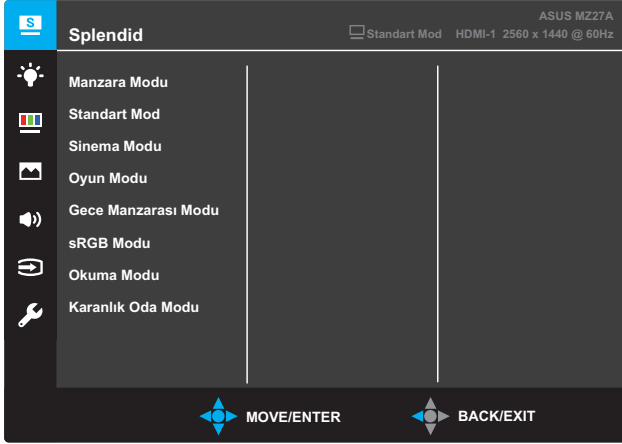 S
ASUS MZ27A
Splendid
Standart Mod HDMI-1 2560 x 1440 @ 60Hz
Manzara Modu
Standart Mod
Sinema Modu
Oyun Modu
Gece Manzarası Modu
sRGB Modu
Okuma Modu
Karanlık Oda Modu
MOVE/ENTER BACK/EXIT